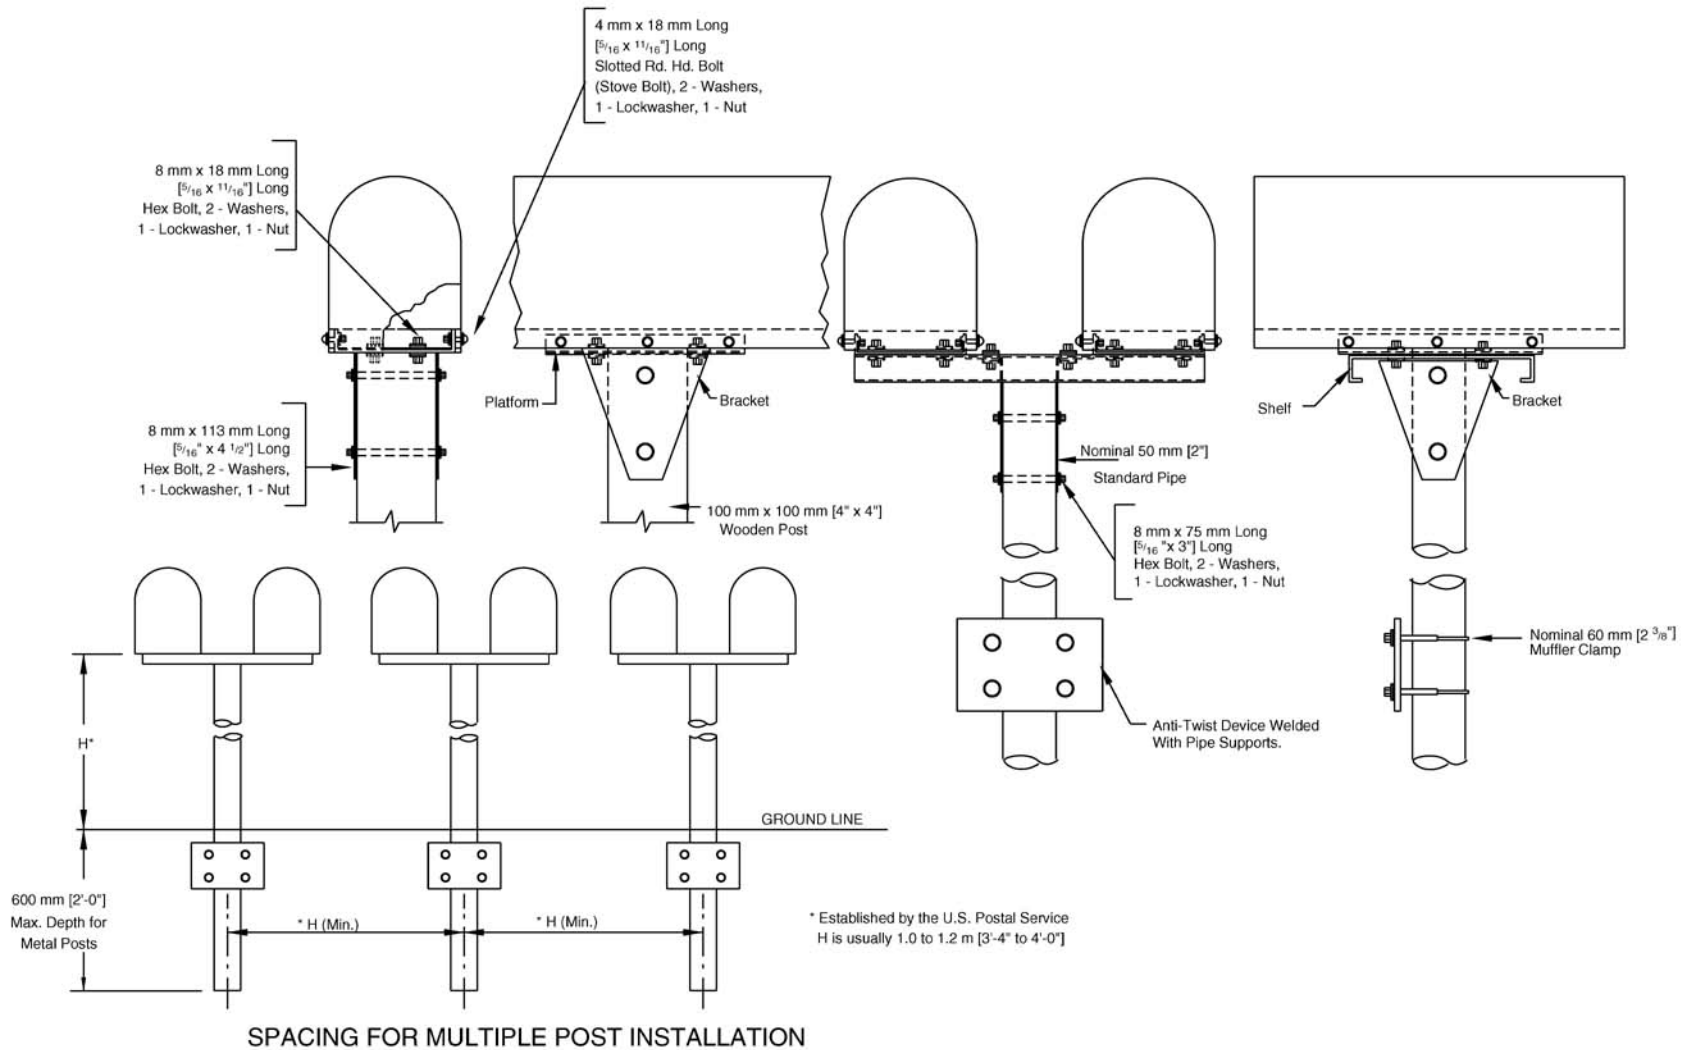 4 mm x 18 mm Long
[5/16 x 11/16"] Long
Slotted Rd. Hd. Bolt
(Stove Bolt), 2 - Washers,
1 - Lockwasher, 1 - Nut
8 mm x 18 mm Long
[5/16 x 11/16"] Long
Hex Bolt, 2 - Washers,
1 - Lockwasher, 1 - Nut
8 mm x 113 mm Long
[5/16" x 4 1/2"] Long
Hex Bolt, 2 - Washers,
1 - Lockwasher, 1 - Nut
Platform
Bracket
100 mm x 100 mm [4" x 4"]
Wooden Post
Nominal 50 mm [2"]
Standard Pipe
8 mm x 75 mm Long
[5/16 "x 3"] Long
Hex Bolt, 2 - Washers,
1 - Lockwasher, 1 - Nut
Shelf
Bracket
Nominal 60 mm [2 3/8"]
Muffler Clamp
Anti-Twist Device Welded
With Pipe Supports.
H*
GROUND LINE
600 mm [2'-0"]
Max. Depth for
Metal Posts
* H (Min.)
* H (Min.)
* Established by the U.S. Postal Service
H is usually 1.0 to 1.2 m [3'-4" to 4'-0"]
SPACING FOR MULTIPLE POST INSTALLATION